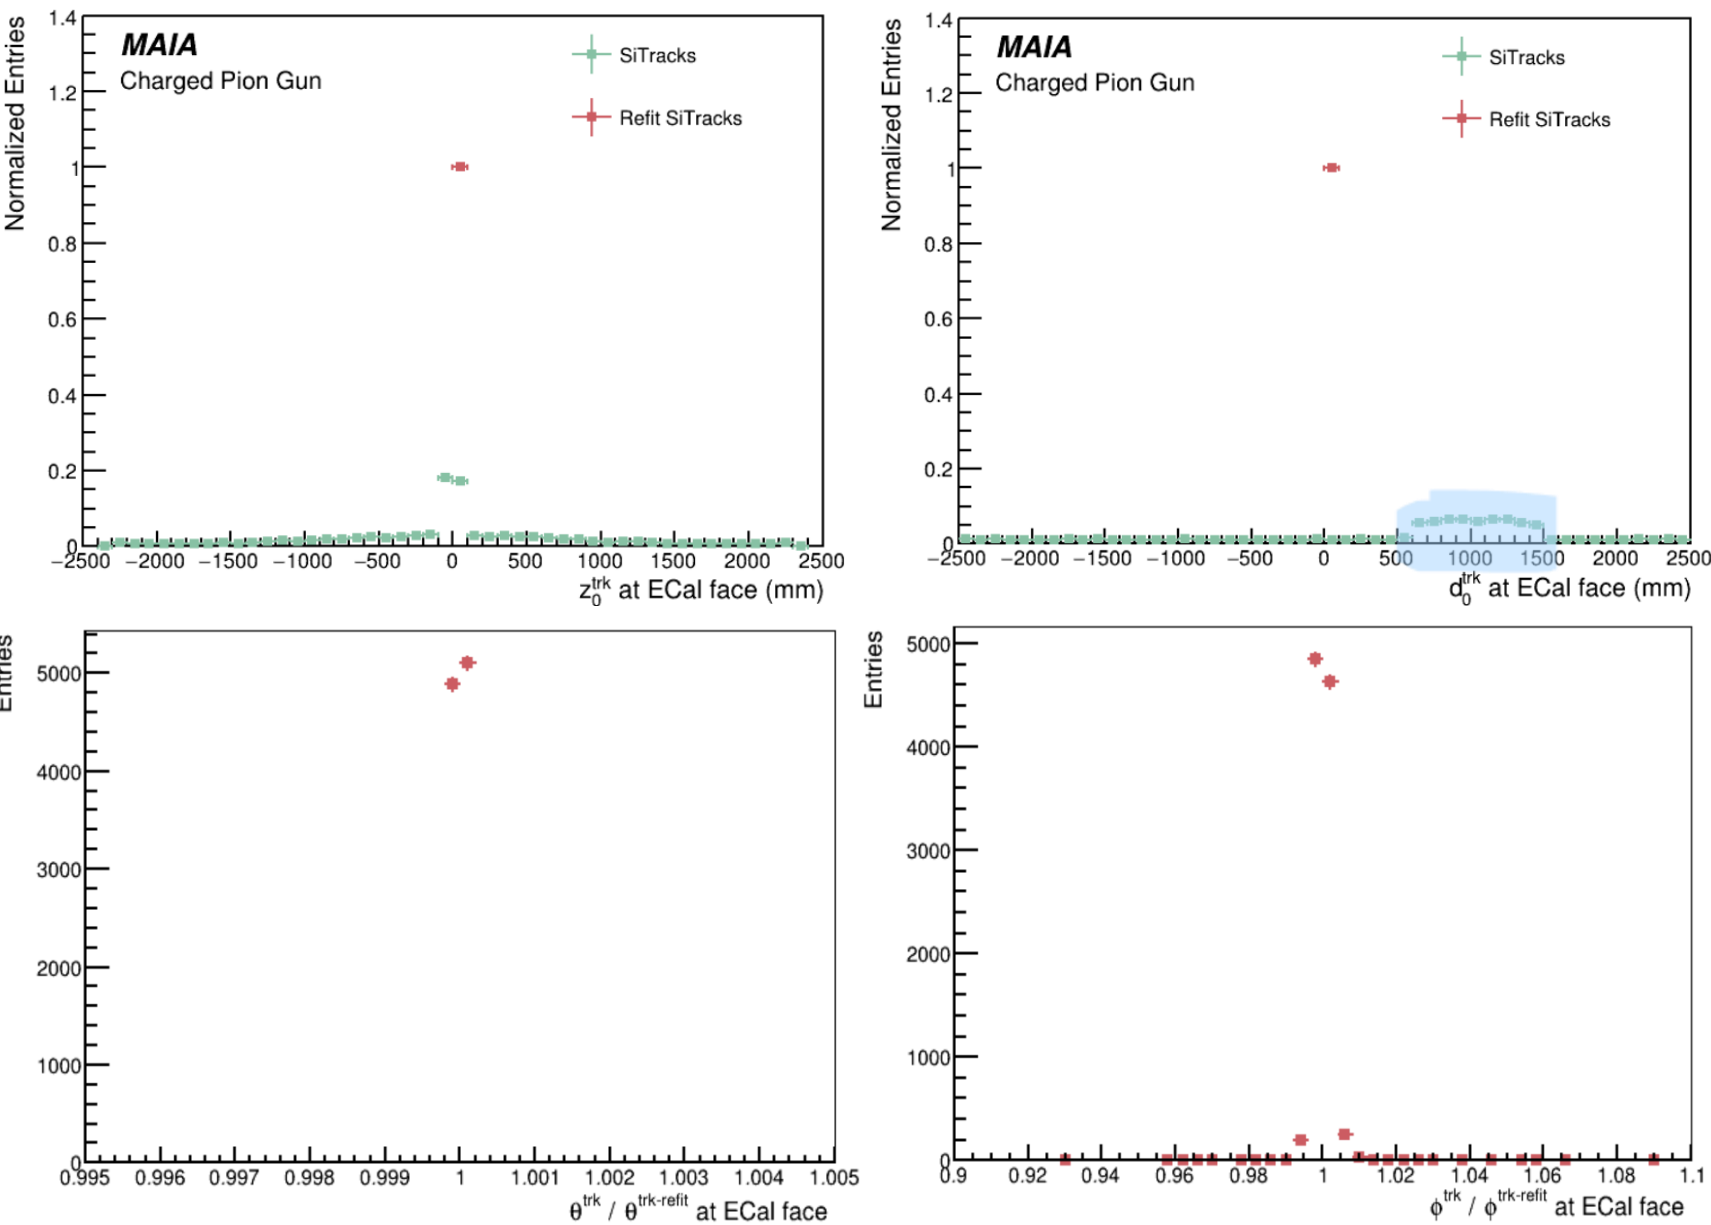 MAIA
Charged Pion Gun
SiTracks
Refit SiTracks
Normalized Entries
1.4
1.2
1
0.8
0.6
0.4
0.2
0
−2500 −2000 −1500 −1000 −500 0 500 1000 1500 2000 2500
z₀ᵗʳᵏ at ECal face (mm)
MAIA
Charged Pion Gun
SiTracks
Refit SiTracks
Normalized Entries
1.4
1.2
1
0.8
0.6
0.4
0.2
0
−2500 −2000 −1500 −1000 −500 0 500 1000 1500 2000 2500
d₀ᵗʳᵏ at ECal face (mm)
Entries
5000
4000
3000
2000
1000
0
0.995 0.996 0.997 0.998 0.999 1 1.001 1.002 1.003 1.004 1.005
θᵗʳᵏ / θᵗʳᵏ⁻ʳᵉᶠⁱᵗ at ECal face
Entries
5000
4000
3000
2000
1000
0
0.9 0.92 0.94 0.96 0.98 1 1.02 1.04 1.06 1.08 1.1
ϕᵗʳᵏ / ϕᵗʳᵏ⁻ʳᵉᶠⁱᵗ at ECal face